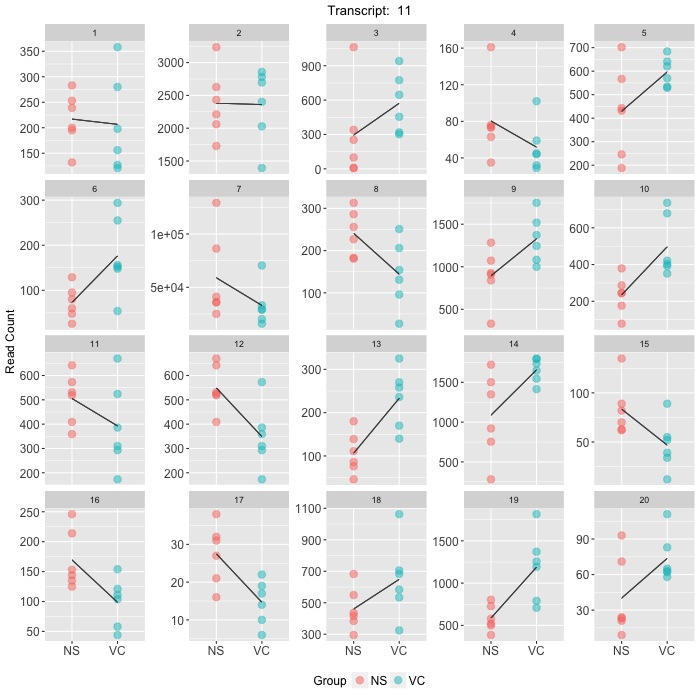 Transcript: 11
Read Count
1 2 3 4 5
350 300 250 200 150
3000 2500 2000 1500
900 600 300 0
160 120 80 40
700 600 500 400 300 200
6 7 8 9 10
300 200 100
1e+05 5e+04
300 200 100
1500 1000 500
600 400 200
11 12 13 14 15
600 500 400 300 200
600 500 400 300 200
300 200 100
1500 1000 500
100 50
16 17 18 19 20
250 200 150 100 50
30 20 10
1100 900 700 500 300
1500 1000 500
90 60 30
NS VC NS VC NS VC NS VC NS VC
Group NS VC